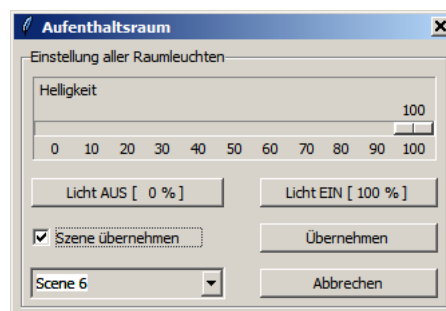 Aufenthaltsraum
Einstellung aller Raumleuchten
Helligkeit
100
0 10 20 30 40 50 60 70 80 90 100
Licht AUS [ 0 % ] Licht EIN [ 100 % ]
Szene übernehmen Übernehmen
Scene 6 Abbrechen